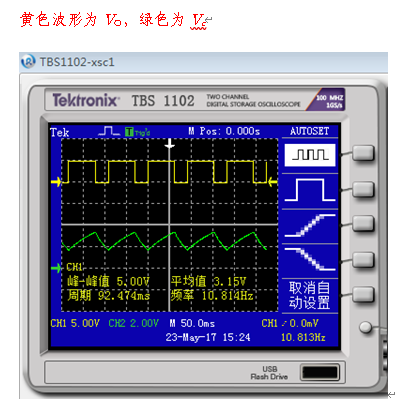 黄色波形为 VO，绿色为 Vc
TBS1102-xsc1
Tektronix TBS 1102 TWO CHANNEL DIGITAL STORAGE OSCILLOSCOPE 100 MHZ 1GS/s
Tek M Pos: 0.000s AUTOSET
CH1
峰-峰值 5.00V 平均值 3.15V
周期 92.474ms 频率 10.814Hz
取消自
动设置
CH1 5.00V CH2 2.00V M 50.0ms CH1 0.0mV
23-May-17 15:24 10.813Hz
USB
Flash Drive